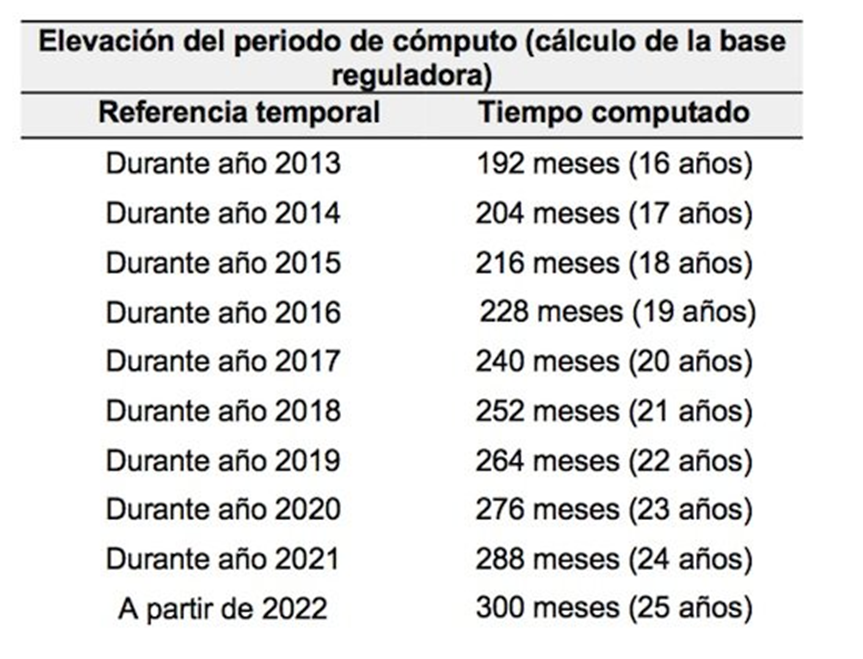 Elevación del periodo de cómputo (cálculo de la base
reguladora)
Referencia temporal Tiempo computado
Durante año 2013 192 meses (16 años)
Durante año 2014 204 meses (17 años)
Durante año 2015 216 meses (18 años)
Durante año 2016 228 meses (19 años)
Durante año 2017 240 meses (20 años)
Durante año 2018 252 meses (21 años)
Durante año 2019 264 meses (22 años)
Durante año 2020 276 meses (23 años)
Durante año 2021 288 meses (24 años)
A partir de 2022 300 meses (25 años)